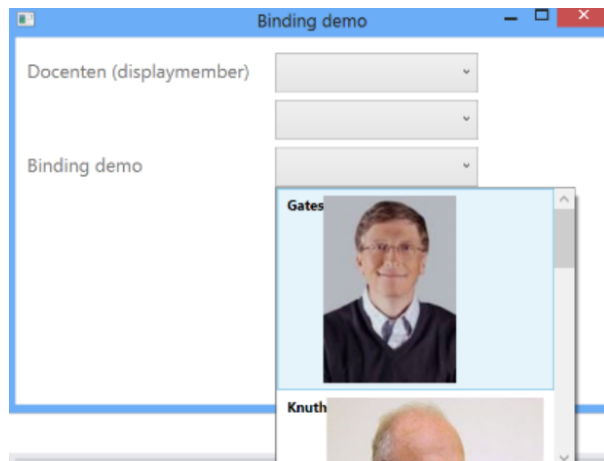 Binding demo
Docenten (displaymember)
Binding demo
Gates
Knuth